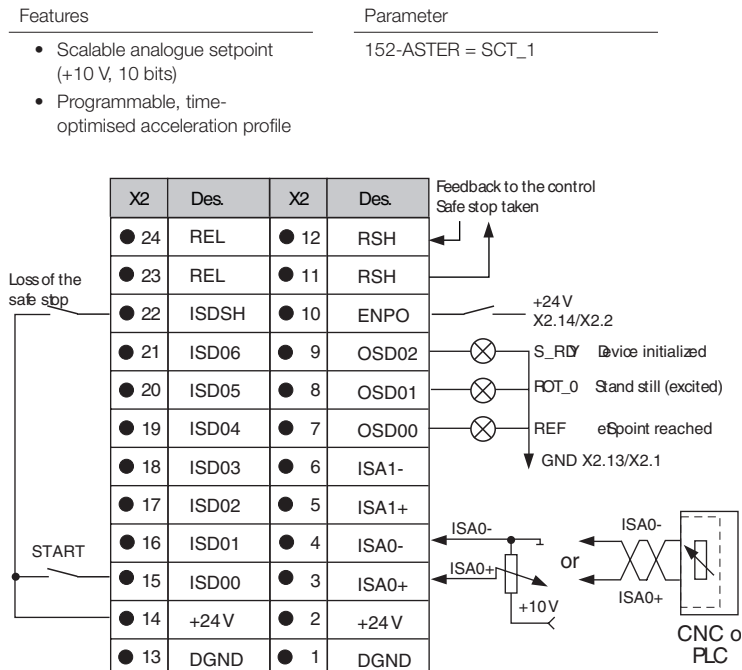 Features
Parameter
• Scalable analogue setpoint
(+10 V, 10 bits)
• Programmable, time-
optimised acceleration profile
152-ASTER = SCT_1
X2 Des. X2 Des.
24 REL 12 RSH
23 REL 11 RSH
22 ISDSH 10 ENPO
21 ISD06 9 OSD02
20 ISD05 8 OSD01
19 ISD04 7 OSD00
18 ISD03 6 ISA1-
17 ISD02 5 ISA1+
16 ISD01 4 ISA0-
15 ISD00 3 ISA0+
14 +24 V 2 +24 V
13 DGND 1 DGND
Feedback to the control
Safe stop taken
Loss of the
safe stop
START
+24 V
X2.14/X2.2
S_RDY Device initialized
ROT_0 Stand still (excited)
REF etSpoint reached
GND X2.13/X2.1
ISA0-
ISA0+
+10 V
or
ISA0-
ISA0+
CNC o
PLC